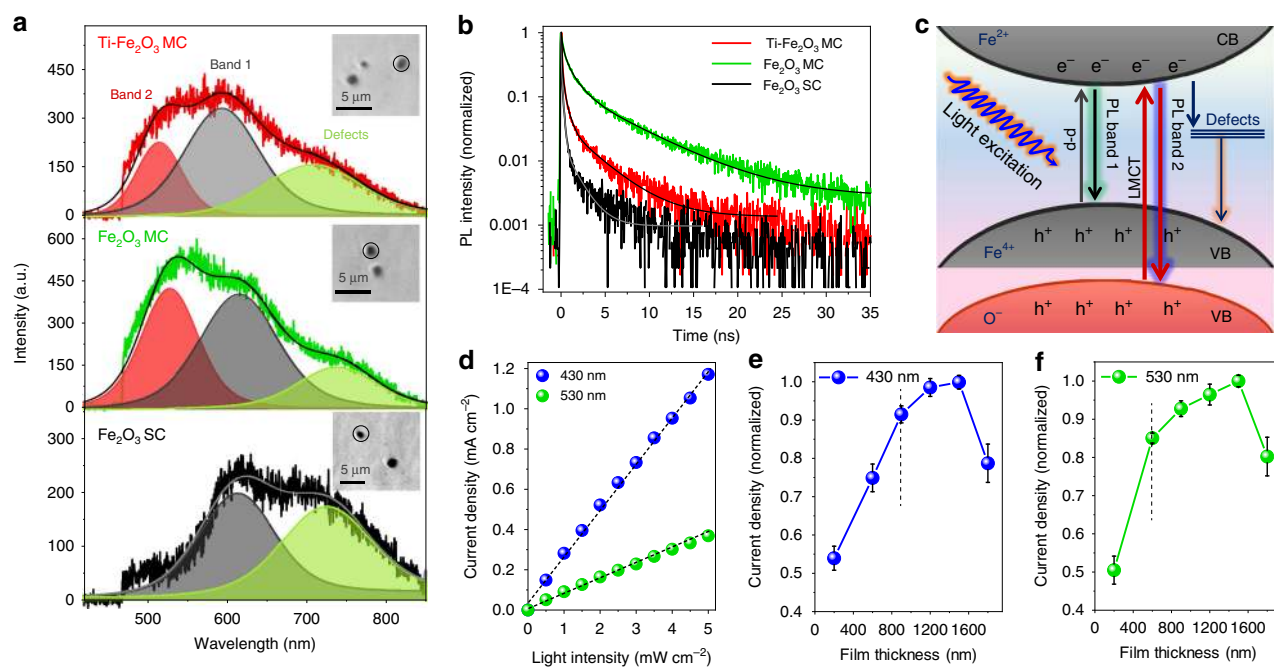 a
Ti-Fe₂O₃ MC
Band 1
Band 2
Defects
5 μm
450
300
150
0
Fe₂O₃ MC
5 μm
600
450
300
150
0
Fe₂O₃ SC
5 μm
300
200
100
0
Intensity (a.u.)
500 600 700 800
Wavelength (nm)
b
Ti-Fe₂O₃ MC
Fe₂O₃ MC
Fe₂O₃ SC
1
0.1
0.01
0.001
1E–4
PL intensity (normalized)
0 5 10 15 20 25 30 35
Time (ns)
c
Fe²⁺
CB
e⁻ e⁻ e⁻ e⁻
Light excitation
d-d
PL band 1
LMCT
PL band 2
Defects
h⁺ h⁺ h⁺ h⁺
Fe⁴⁺
VB
h⁺ h⁺ h⁺ h⁺
O⁻
VB
d
430 nm
530 nm
1.2
1.0
0.8
0.6
0.4
0.2
0.0
Current density (mA cm⁻²)
0 1 2 3 4 5
Light intensity (mW cm⁻²)
e
430 nm
1.0
0.9
0.8
0.7
0.6
0.5
0.4
Current density (normalized)
0 400 800 1200 1600
Film thickness (nm)
f
530 nm
1.0
0.9
0.8
0.7
0.6
0.5
0.4
Current density (normalized)
0 400 800 1200 1600
Film thickness (nm)